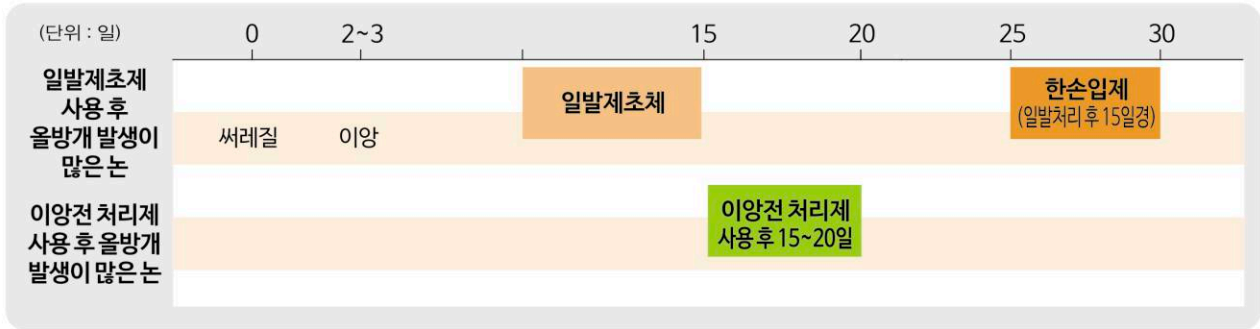 (단위 : 일)
0
2~3
15
20
25
30
일발제초제
사용 후
올방개 발생이
많은 논
써레질
이앙
일발제초체
한손입제
(일발처리 후 15일경)
이앙전 처리제
사용 후 올방개
발생이 많은 논
이앙전 처리제
사용 후 15~20일